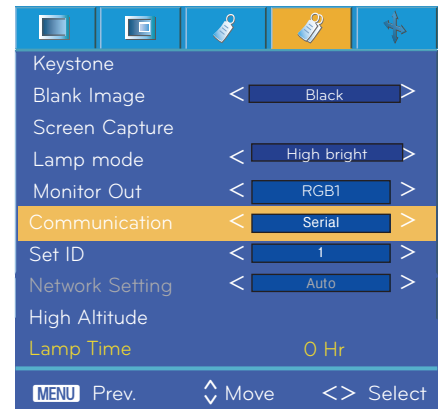 Keystone
Blank Image < Black >
Screen Capture
Lamp mode < High bright >
Monitor Out < RGB1 >
Communication < Serial >
Set ID < 1 >
Network Setting < Auto >
High Altitude
Lamp Time 0 Hr
MENU Prev. Move <> Select